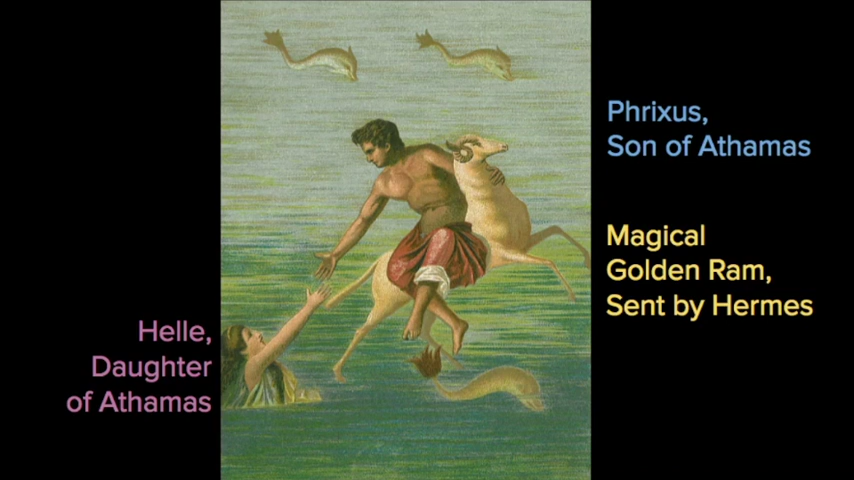 Phrixus,
Son of Athamas
Magical
Golden Ram,
Sent by Hermes
Helle,
Daughter
of Athamas